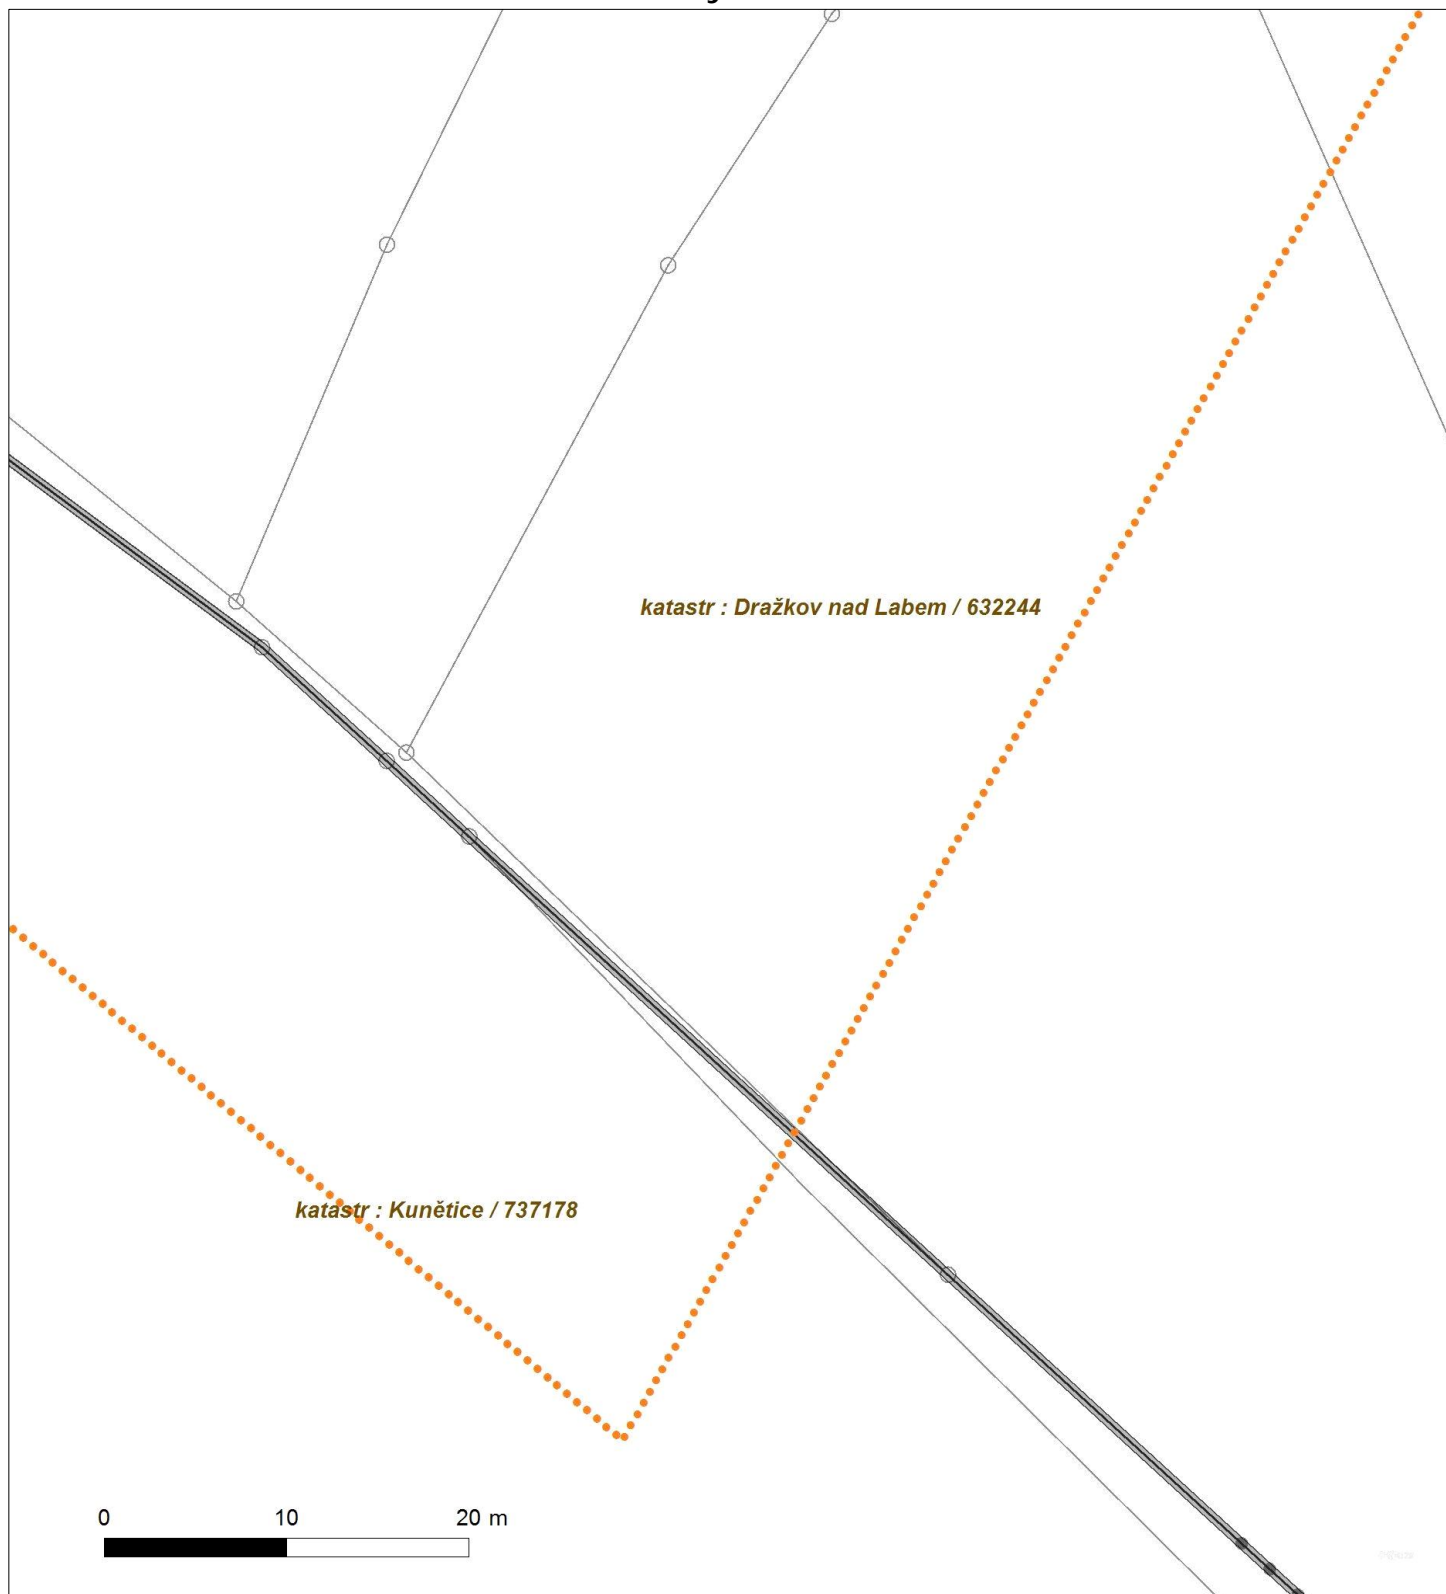 katastr : Dražkov nad Labem / 632244
katastr : Kunětice / 737178
0 10 20 m